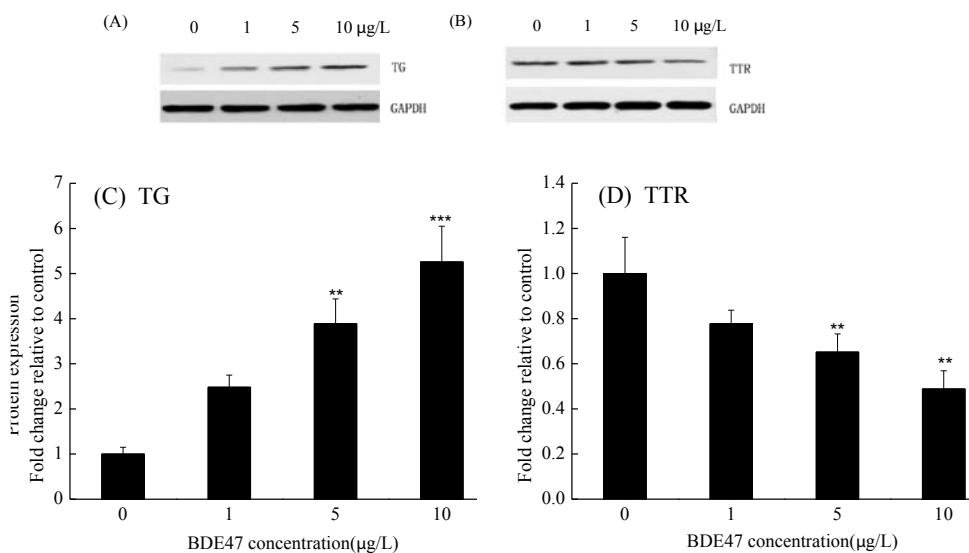 (A) 0 1 5 10 μg/L
TG
GAPDH
(B) 0 1 5 10 μg/L
TTR
GAPDH
(C) TG
Fold change relative to control
7
6
5
4
3
2
1
0
**
***
0 1 5 10
BDE47 concentration(μg/L)
(D) TTR
Fold change relative to control
1.4
1.2
1.0
0.8
0.6
0.4
0.2
0.0
**
**
0 1 5 10
BDE47 concentration(μg/L)